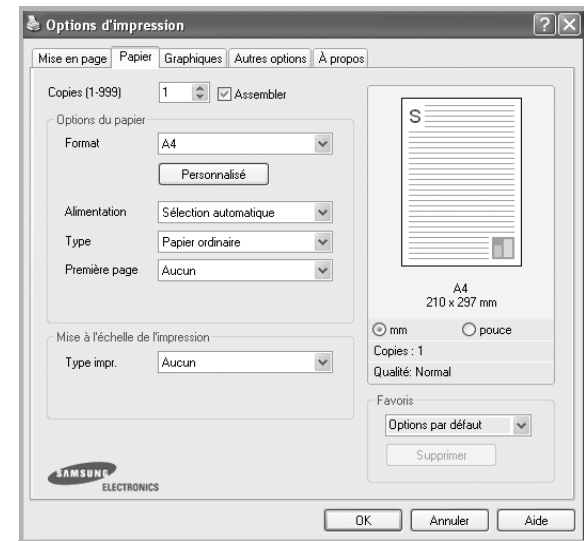 Options d'impression
Mise en page Papier Graphiques Autres options À propos
Copies (1-999) 1 Assembler
Options du papier
Format A4
Personnalisé
Alimentation Sélection automatique
Type Papier ordinaire
Première page Aucun
Mise à l'échelle de l'impression
Type impr. Aucun
SAMSUNG
ELECTRONICS
S
A4
210 x 297 mm
mm pouce
Copies : 1
Qualité: Normal
Favoris
Options par défaut
Supprimer
OK Annuler Aide